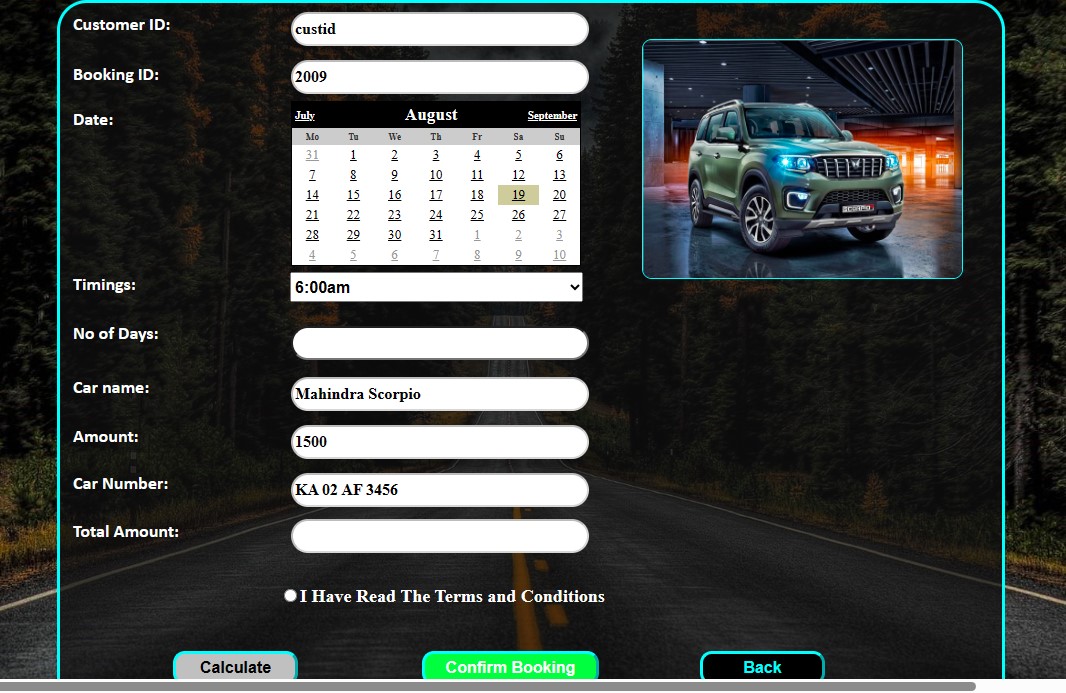 Customer ID: custid
Booking ID: 2009
Date:
July August September
Mo Tu We Th Fr Sa Su
31 1 2 3 4 5 6
7 8 9 10 11 12 13
14 15 16 17 18 19 20
21 22 23 24 25 26 27
28 29 30 31 1 2 3
4 5 6 7 8 9 10
Timings: 6:00am
No of Days:
Car name: Mahindra Scorpio
Amount: 1500
Car Number: KA 02 AF 3456
Total Amount:
I Have Read The Terms and Conditions
Calculate Confirm Booking Back